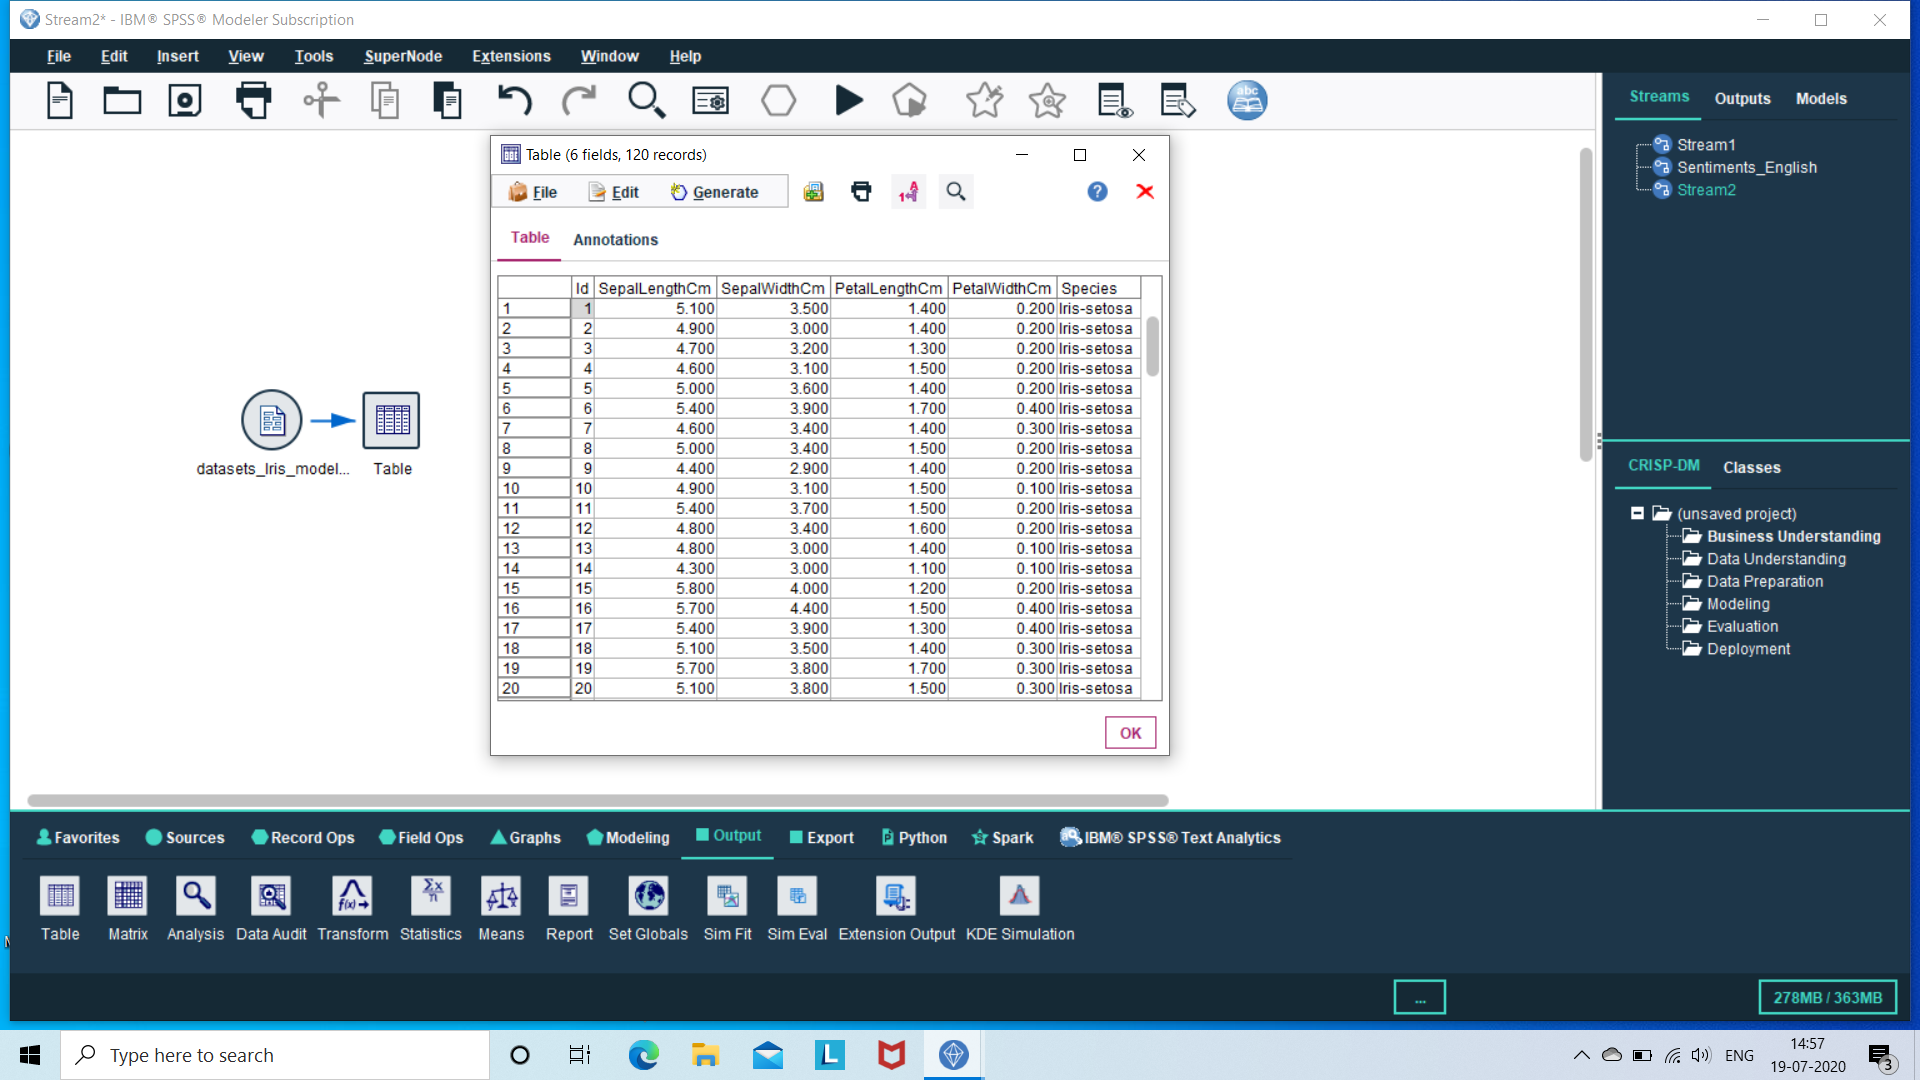 Stream2* - IBM® SPSS® Modeler Subscription
File Edit Insert View Tools SuperNode Extensions Window Help
abc
Table (6 fields, 120 records)
File Edit Generate
Table Annotations
Id SepalLengthCm SepalWidthCm PetalLengthCm PetalWidthCm Species
1 1 5.100 3.500 1.400 0.200 Iris-setosa
2 2 4.900 3.000 1.400 0.200 Iris-setosa
3 3 4.700 3.200 1.300 0.200 Iris-setosa
4 4 4.600 3.100 1.500 0.200 Iris-setosa
5 5 5.000 3.600 1.400 0.200 Iris-setosa
6 6 5.400 3.900 1.700 0.400 Iris-setosa
7 7 4.600 3.400 1.400 0.300 Iris-setosa
8 8 5.000 3.400 1.500 0.200 Iris-setosa
9 9 4.400 2.900 1.400 0.200 Iris-setosa
10 10 4.900 3.100 1.500 0.100 Iris-setosa
11 11 5.400 3.700 1.500 0.200 Iris-setosa
12 12 4.800 3.400 1.600 0.200 Iris-setosa
13 13 4.800 3.000 1.400 0.100 Iris-setosa
14 14 4.300 3.000 1.100 0.100 Iris-setosa
15 15 5.800 4.000 1.200 0.200 Iris-setosa
16 16 5.700 4.400 1.500 0.400 Iris-setosa
17 17 5.400 3.900 1.300 0.400 Iris-setosa
18 18 5.100 3.500 1.400 0.300 Iris-setosa
19 19 5.700 3.800 1.700 0.300 Iris-setosa
20 20 5.100 3.800 1.500 0.300 Iris-setosa
OK
datasets_Iris_model... Table
Streams Outputs Models
Stream1
Sentiments_English
Stream2
CRISP-DM Classes
(unsaved project)
Business Understanding
Data Understanding
Data Preparation
Modeling
Evaluation
Deployment
Favorites Sources Record Ops Field Ops Graphs Modeling Output Export Python Spark IBM® SPSS® Text Analytics
Table Matrix Analysis Data Audit Transform Statistics Means Report Set Globals Sim Fit Sim Eval Extension Output KDE Simulation
... 278MB / 363MB
Type here to search
L
ENG
14:57
19-07-2020
3